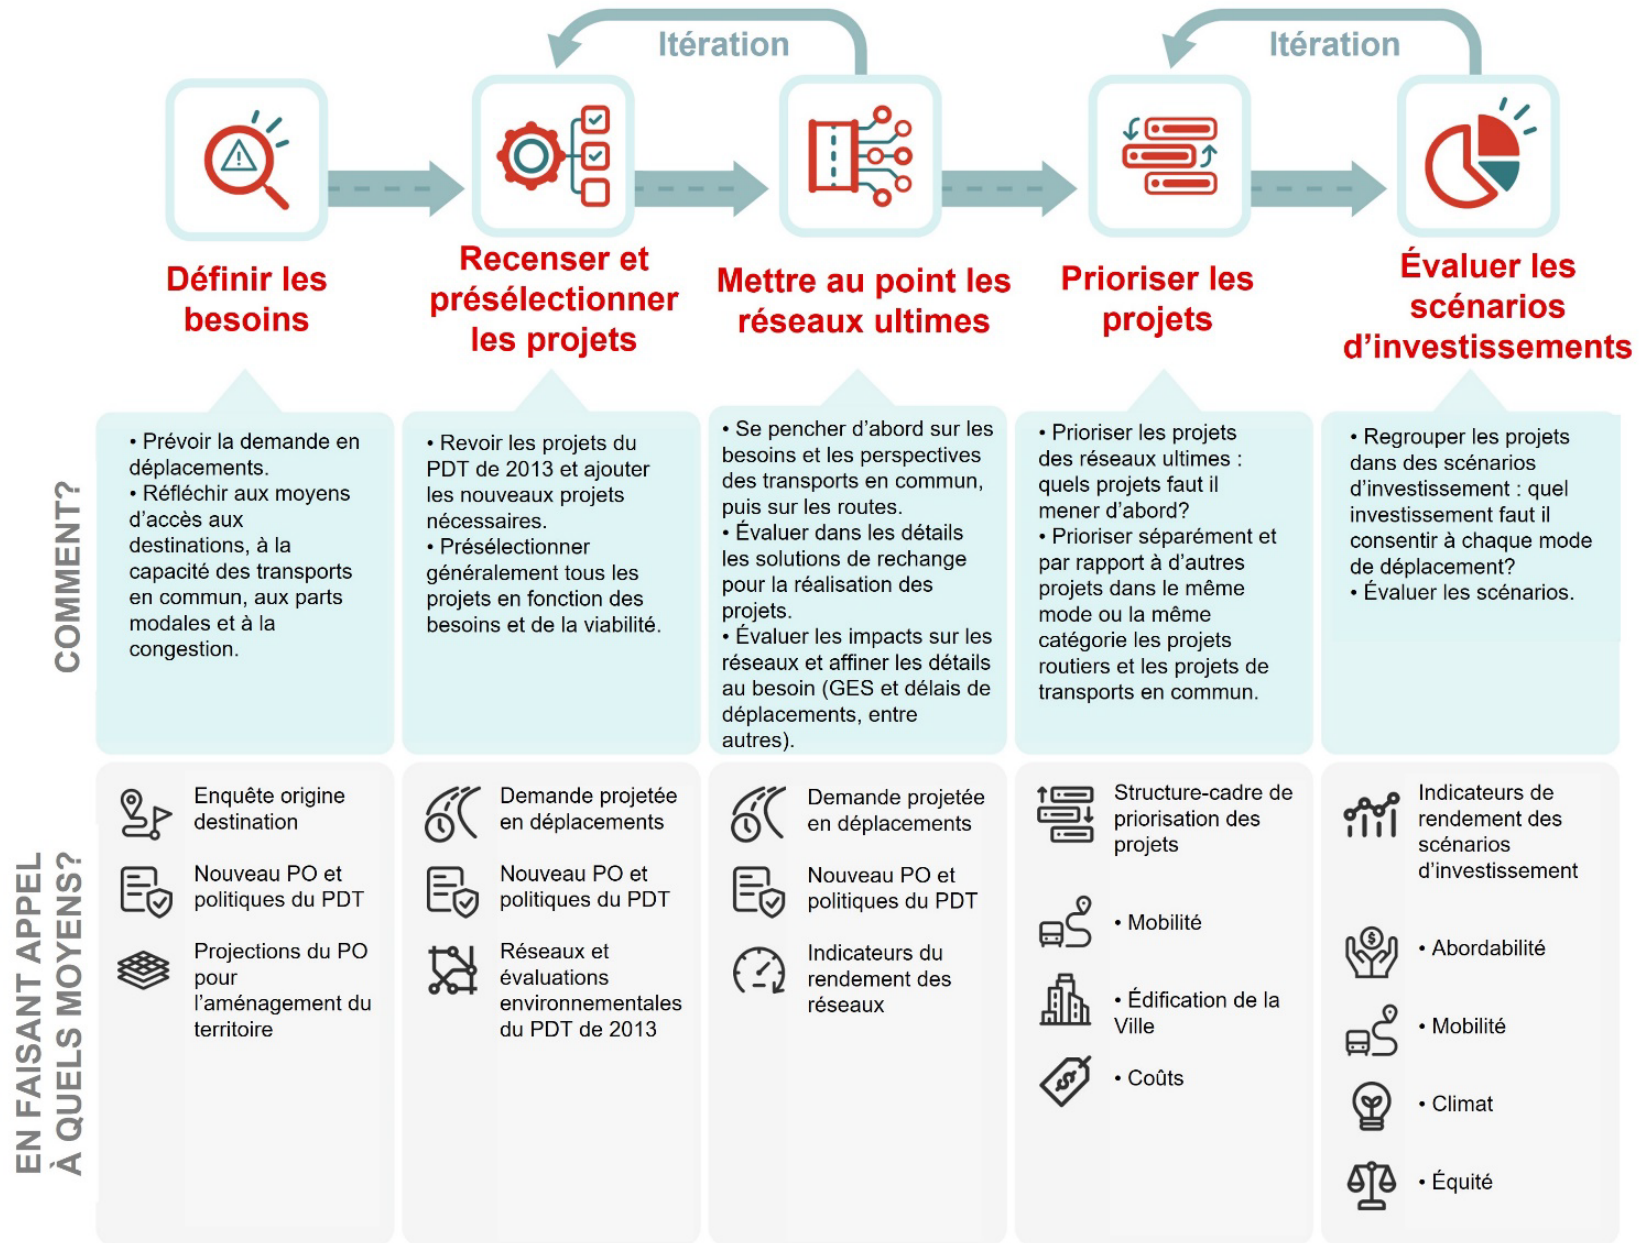 Itération
Itération
Définir les
besoins
Recenser et
présélectionner
les projets
Mettre au point les
réseaux ultimes
Prioriser les
projets
Évaluer les
scénarios
d’investissements
COMMENT?
• Prévoir la demande en
déplacements.
• Réfléchir aux moyens
d’accès aux
destinations, à la
capacité des transports
en commun, aux parts
modales et à la
congestion.
• Revoir les projets du
PDT de 2013 et ajouter
les nouveaux projets
nécessaires.
• Présélectionner
généralement tous les
projets en fonction des
besoins et de la viabilité.
• Se pencher d’abord sur les
besoins et les perspectives
des transports en commun,
puis sur les routes.
• Évaluer dans les détails
les solutions de rechange
pour la réalisation des
projets.
• Évaluer les impacts sur les
réseaux et affiner les détails
au besoin (GES et délais de
déplacements, entre
autres).
• Prioriser les projets
des réseaux ultimes :
quels projets faut il
mener d’abord?
• Prioriser séparément et
par rapport à d’autres
projets dans le même
mode ou la même
catégorie les projets
routiers et les projets de
transports en commun.
• Regrouper les projets
dans des scénarios
d’investissement : quel
investissement faut il
consentir à chaque mode
de déplacement?
• Évaluer les scénarios.
EN FAISANT APPEL
À QUELS MOYENS?
Enquête origine
destination
Nouveau PO et
politiques du PDT
Projections du PO
pour
l’aménagement du
territoire
Demande projetée
en déplacements
Nouveau PO et
politiques du PDT
Réseaux et
évaluations
environnementales
du PDT de 2013
Demande projetée
en déplacements
Nouveau PO et
politiques du PDT
Indicateurs du
rendement des
réseaux
Structure-cadre de
priorisation des
projets
• Mobilité
• Édification de la
Ville
• Coûts
Indicateurs de
rendement des
scénarios
d’investissement
• Abordabilité
• Mobilité
• Climat
• Équité